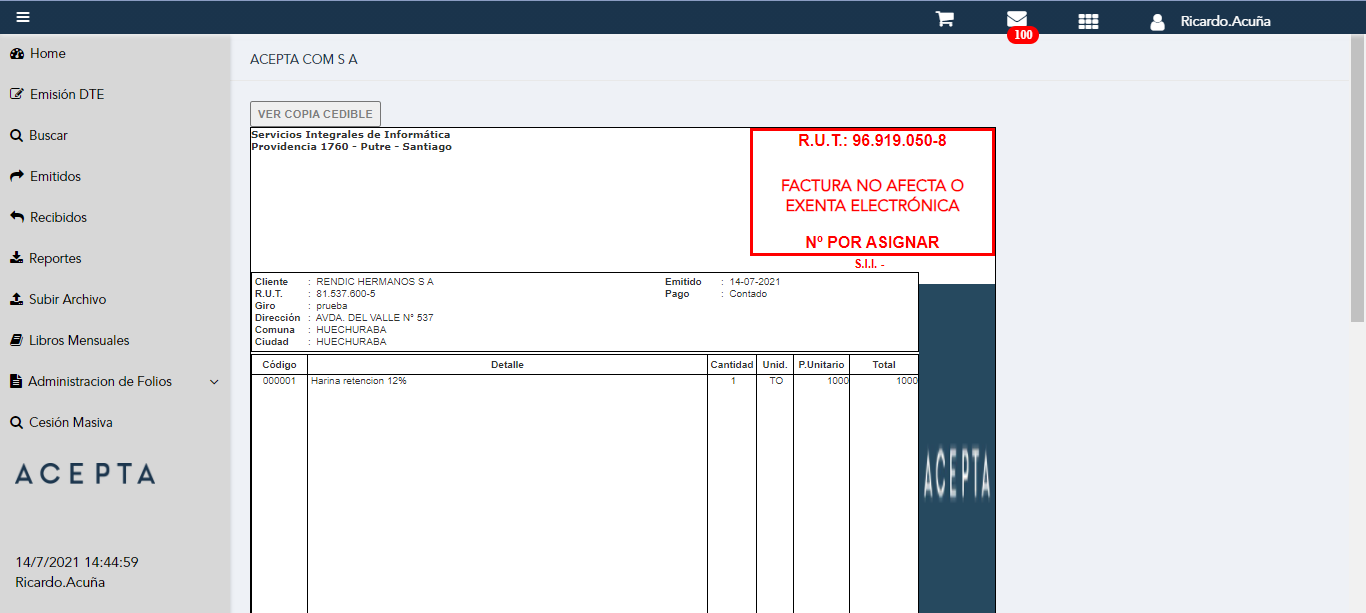 Ricardo.Acuña
100
Home
Emisión DTE
Buscar
Emitidos
Recibidos
Reportes
Subir Archivo
Libros Mensuales
Administracion de Folios
Cesión Masiva
ACEPTA
14/7/2021 14:44:59
Ricardo.Acuña
ACEPTA COM S A
VER COPIA CEDIBLE
Servicios Integrales de Informática
Providencia 1760 - Putre - Santiago
R.U.T.: 96.919.050-8
FACTURA NO AFECTA O
EXENTA ELECTRÓNICA
Nº POR ASIGNAR
S.I.I. -
Cliente : RENDIC HERMANOS S A Emitido : 14-07-2021
R.U.T. : 81.537.600-5 Pago : Contado
Giro : prueba
Dirección : AVDA. DEL VALLE N° 537
Comuna : HUECHURABA
Ciudad : HUECHURABA
Código Detalle Cantidad Unid. P.Unitario Total
000001 Harina retencion 12% 1 TO 1000 1000
ACEPTA